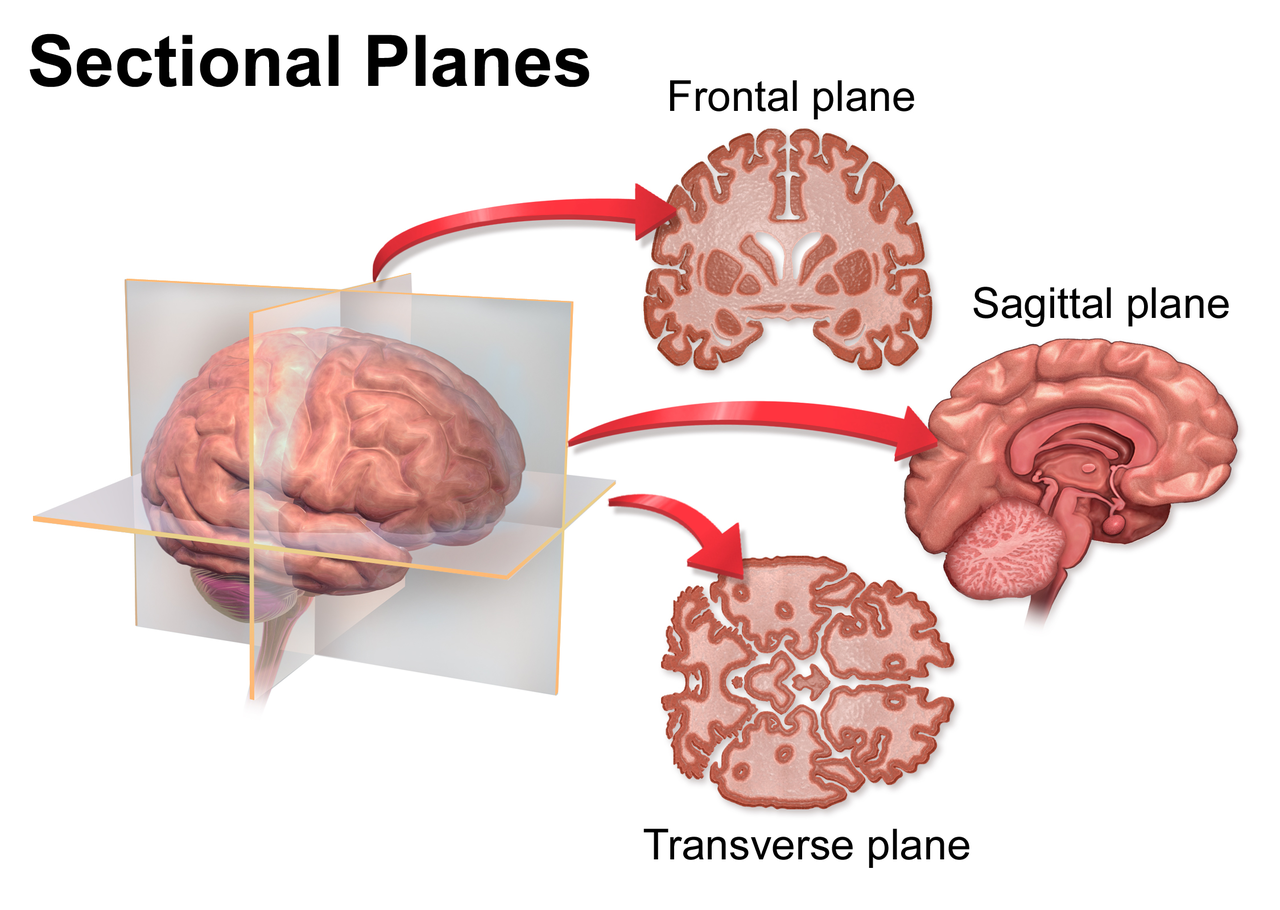 Sectional Planes
Frontal plane
Sagittal plane
Transverse plane